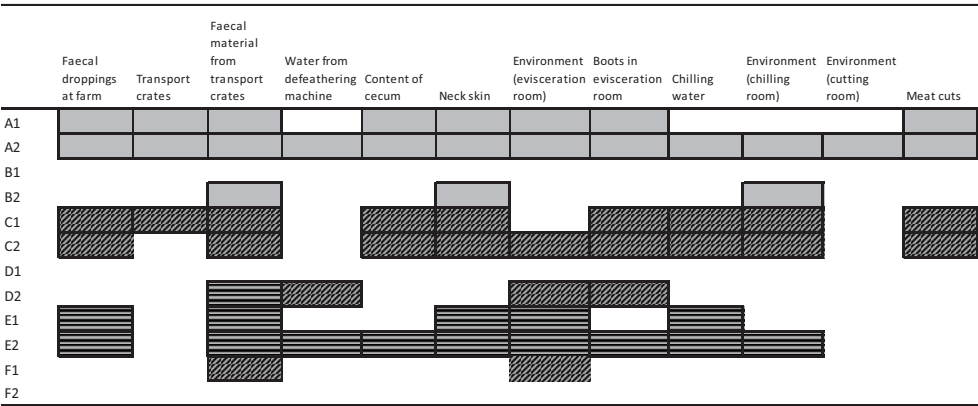 Faecal
material
Faecal from Water from Environment Boots in Environment Environment
droppings Transport transport defeathering Content of (evisceration evisceration Chilling (chilling (cutting
at farm crates crates machine cecum Neck skin room) room water room) room) Meat cuts
A1
A2
B1
B2
C1
C2
D1
D2
E1
E2
F1
F2